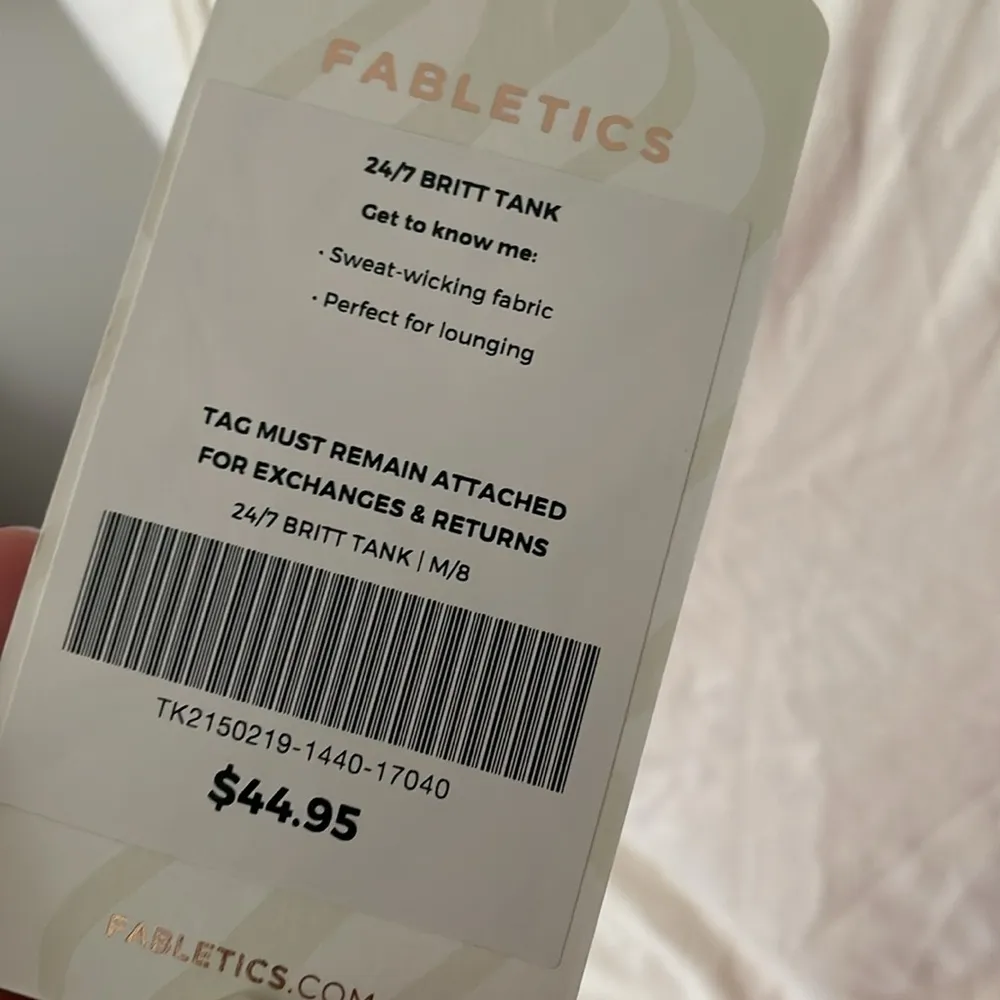 FABLETICS
24/7 BRITT TANK
Get to know me:
· Sweat-wicking fabric
· Perfect for lounging
TAG MUST REMAIN ATTACHED
FOR EXCHANGES & RETURNS
24/7 BRITT TANK | M/8
TK2150219-1440-17040
$44.95
FABLETICS.COM